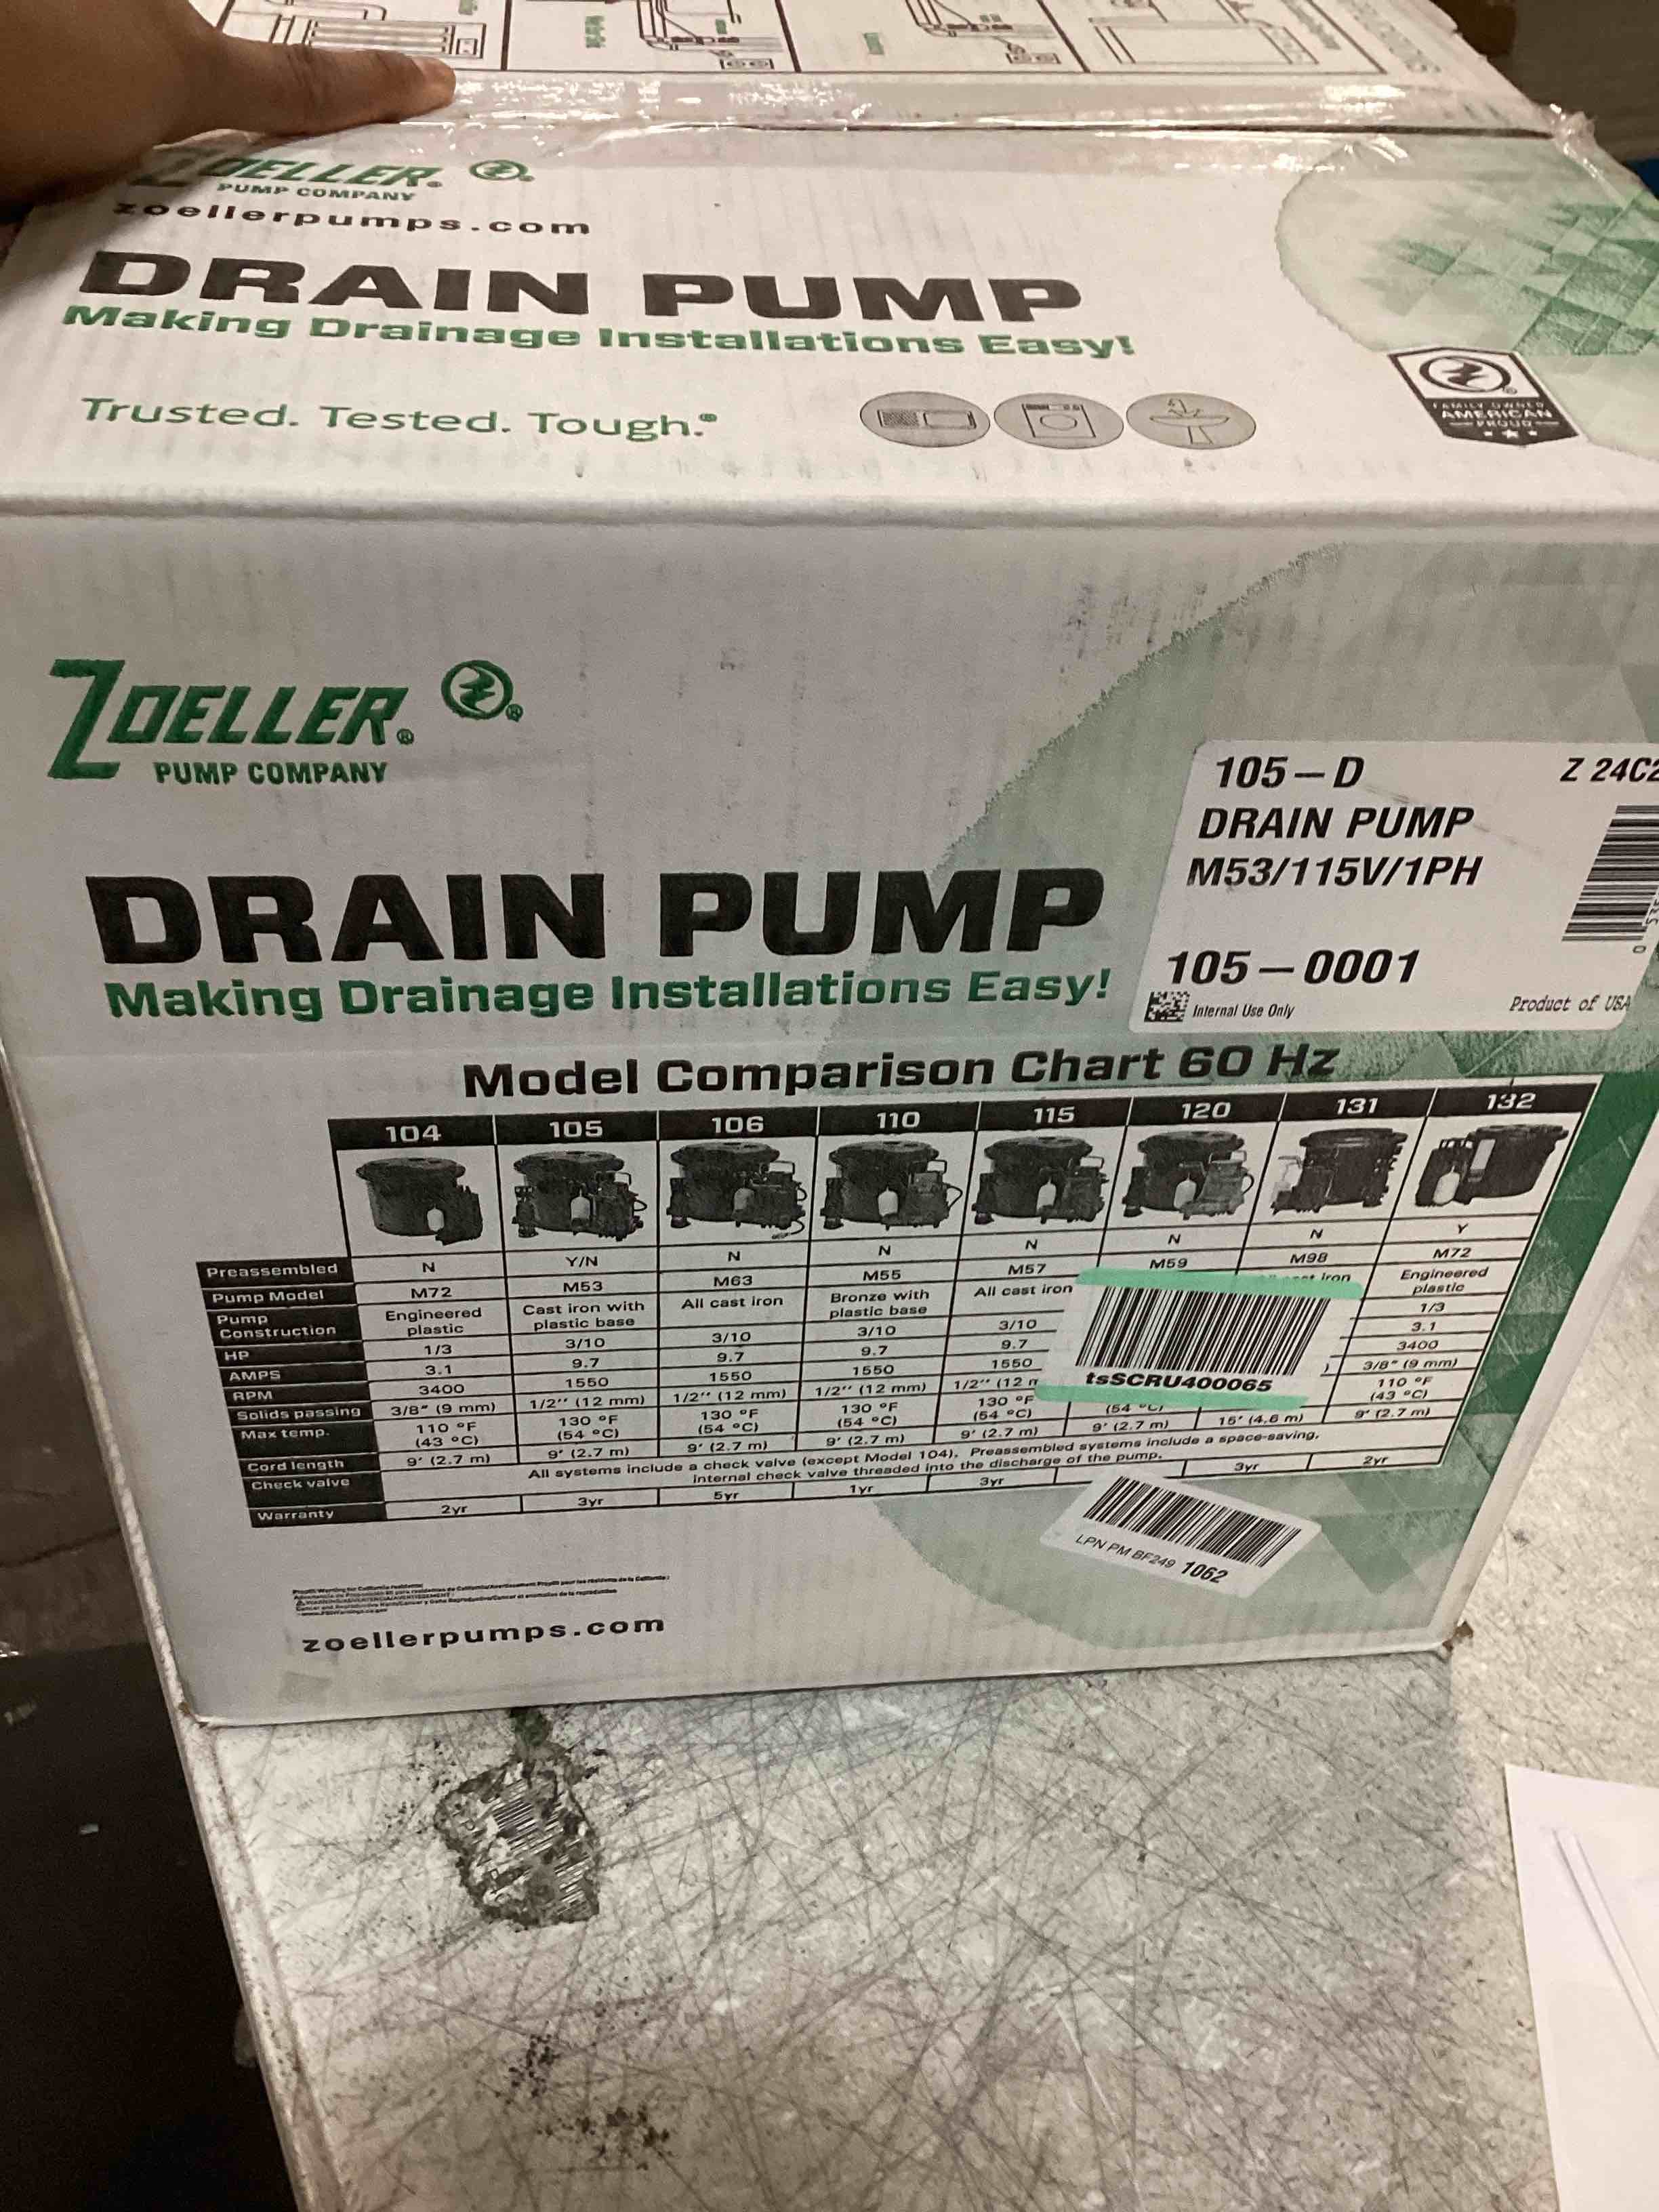 ZOELLER®
PUMP COMPANY
zoellerpumps.com
DRAIN PUMP
Making Drainage Installations Easy!
Trusted. Tested. Tough.®
FAMILY OWNED
AMERICAN
PROUD
ZOELLER®
PUMP COMPANY
105-D
Z 24C2
DRAIN PUMP
M53/115V/1PH
105-0001
Internal Use Only
Product of USA
DRAIN PUMP
Making Drainage Installations Easy!
Model Comparison Chart 60 Hz
104 105 106 110 115 120 131 132
Preassembled N Y/N N N N N N Y
Pump Model M72 M53 M63 M55 M57 M59 M98 M72
Pump Construction Engineered plastic Cast iron with plastic base All cast iron Bronze with plastic base All cast iron iron Engineered plastic
HP 1/3 3/10 3/10 3/10 3/10 1/3
AMPS 3.1 9.7 9.7 9.7 9.7 3.1
RPM 3400 1550 1550 1550 1550 3400
Solids passing 3/8" (9 mm) 1/2" (12 mm) 1/2" (12 mm) 1/2" (12 mm) 1/2" (12 m 3/8" (9 mm)
Max temp. 110 °F (43 °C) 130 °F (54 °C) 130 °F (54 °C) 130 °F (54 °C) 130 °F (54 °C) (54 °C) 110 °F (43 °C)
Cord length 9' (2.7 m) 9' (2.7 m) 9' (2.7 m) 9' (2.7 m) 9' (2.7 m) 9' (2.7 m) 15' (4.6 m) 9' (2.7 m)
Check valve All systems include a check valve (except Model 104). Preassembled systems include a space-saving,
internal check valve threaded into the discharge of the pump.
Warranty 2yr 3yr 5yr 1yr 3yr 3yr 2yr
tsSCRU400065
LPN PM BF249 1062
zoellerpumps.com